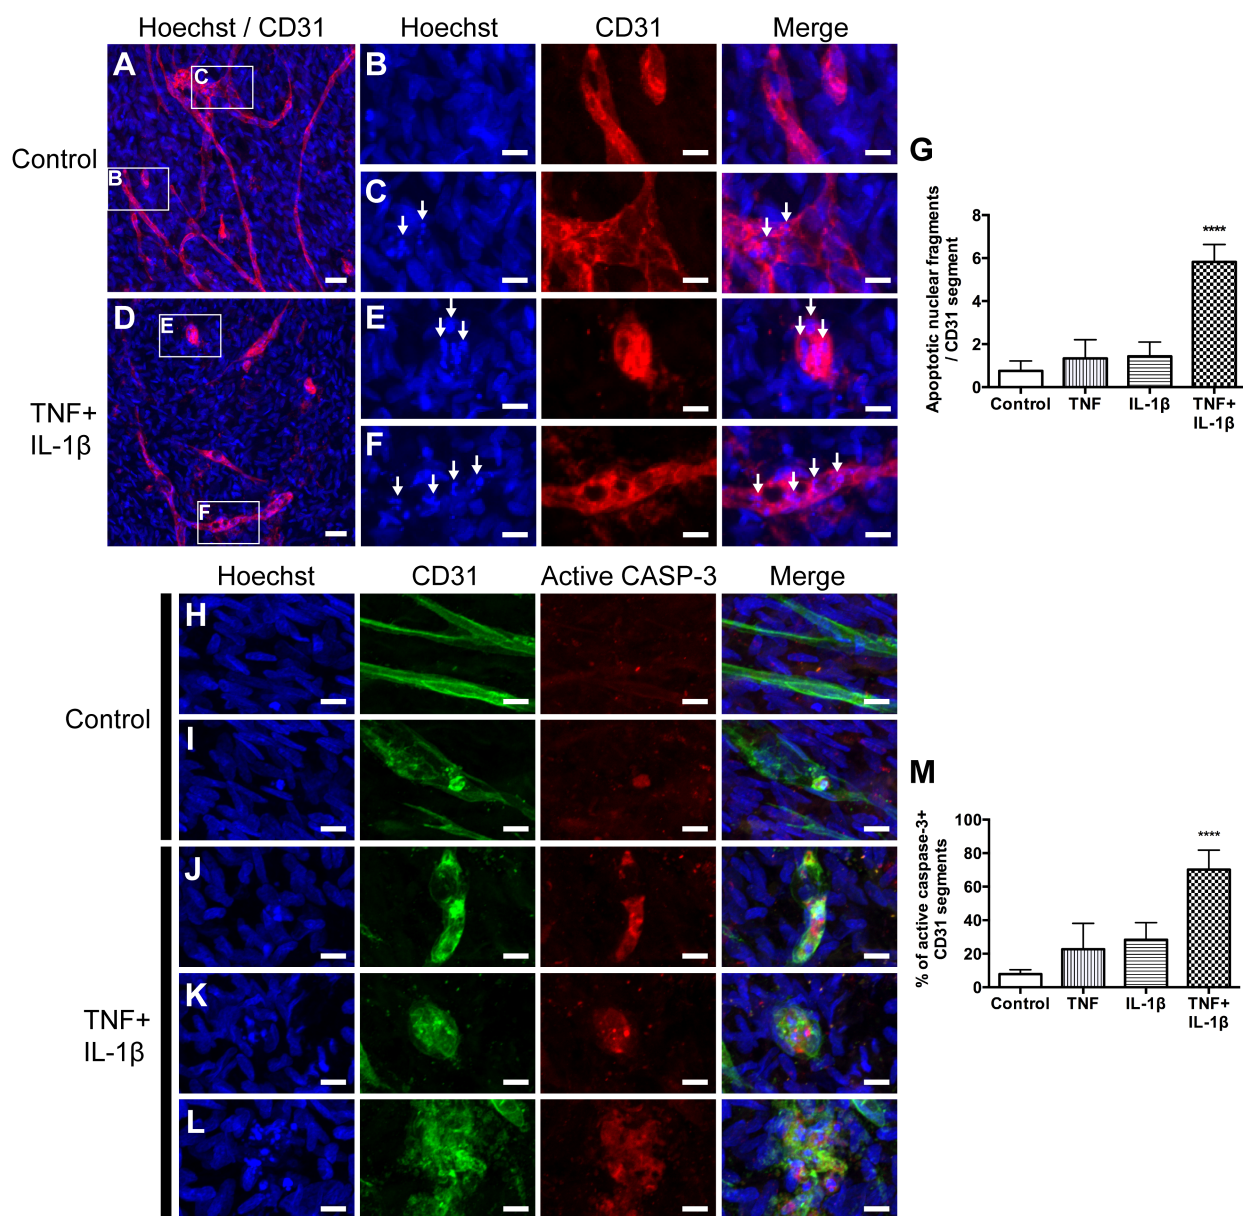 Hoechst / CD31
Hoechst
CD31
Merge
Control
A
C
B
B
C
TNF+
IL-1β
D
E
F
E
F
G
Apoptotic nuclear fragments
/ CD31 segment
8
6
4
2
0
****
Control
TNF
IL-1β
TNF+
IL-1β
Hoechst
CD31
Active CASP-3
Merge
Control
H
I
TNF+
IL-1β
J
K
L
M
% of active caspase-3+
CD31 segments
100
80
60
40
20
0
****
Control
TNF
IL-1β
TNF+
IL-1β